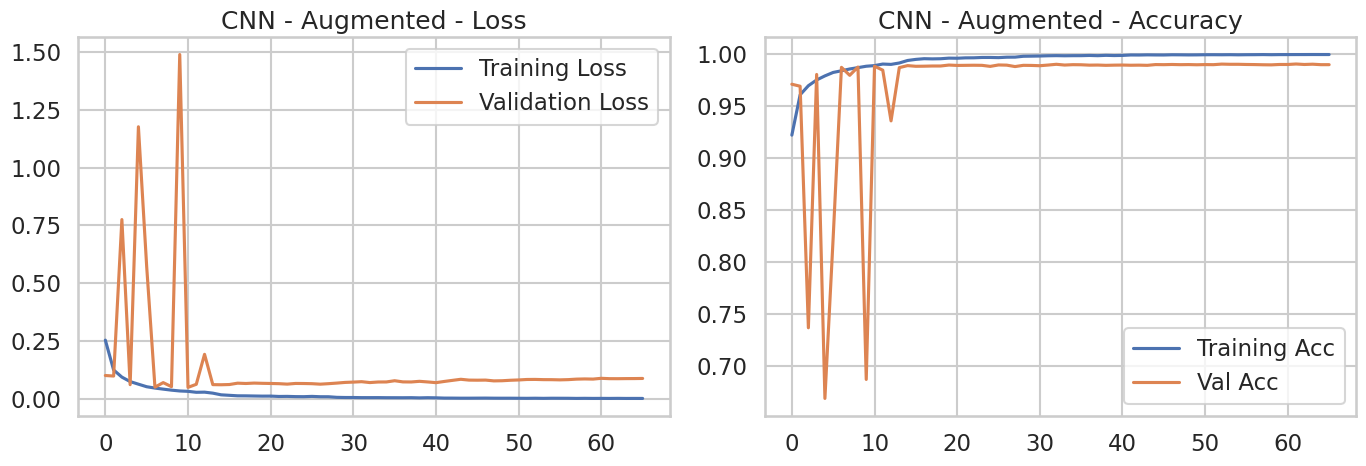 CNN - Augmented - Loss
1.50
1.25
1.00
0.75
0.50
0.25
0.00
Training Loss
Validation Loss
0 10 20 30 40 50 60
CNN - Augmented - Accuracy
1.00
0.95
0.90
0.85
0.80
0.75
0.70
Training Acc
Val Acc
0 10 20 30 40 50 60